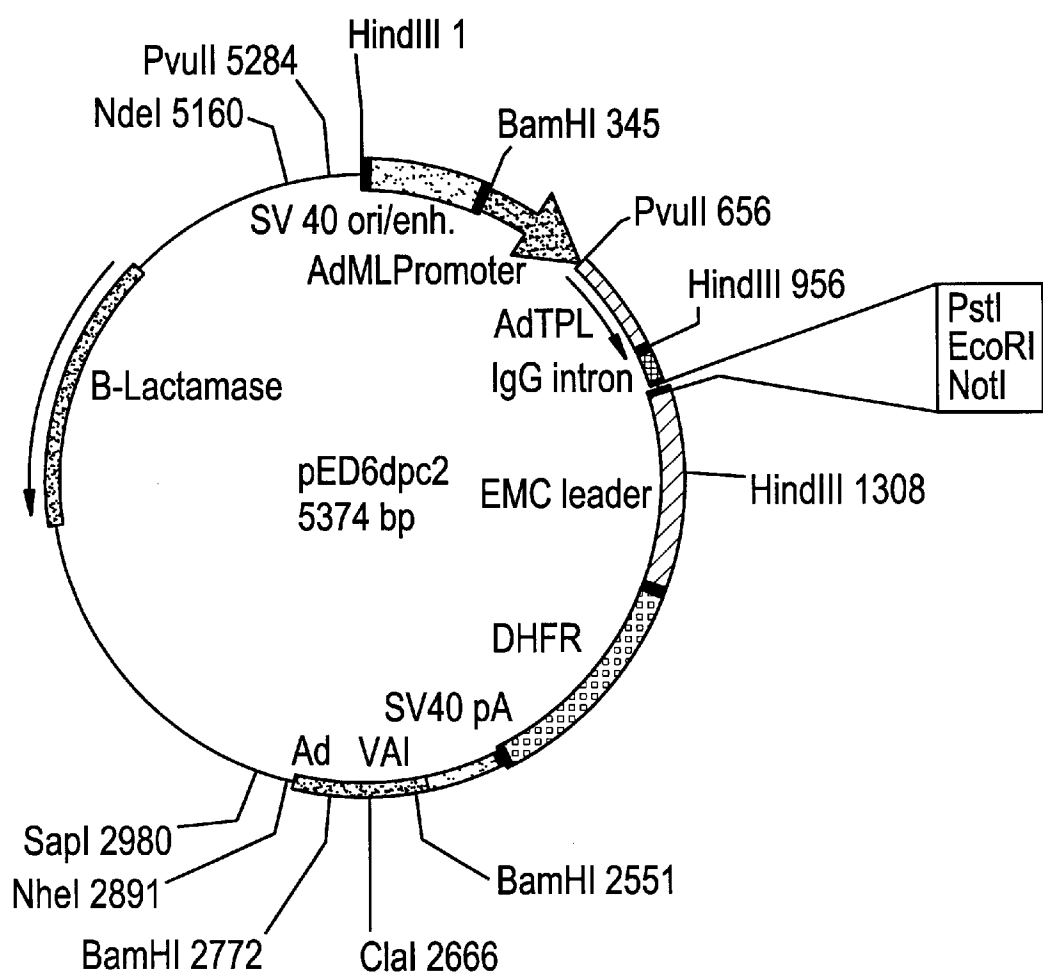 HindIII 1
PvuII 5284
NdeI 5160
BamHI 345
SV 40 ori/enh.
PvuII 656
AdMLPromoter
HindIII 956
AdTPL
IgG intron
PstI
EcoRI
NotI
B-Lactamase
pED6dpc2
5374 bp
EMC leader
HindIII 1308
DHFR
SV40 pA
Ad VAI
SapI 2980
NheI 2891
BamHI 2551
BamHI 2772
ClaI 2666